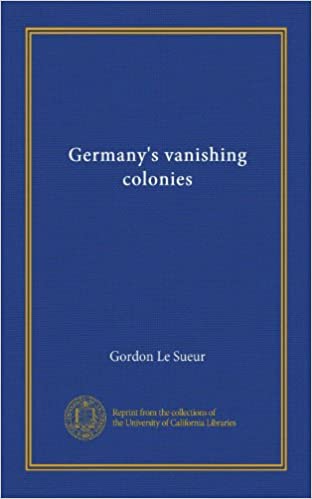 Germany's vanishing
colonies
Gordon Le Sueur
Reprint from the collections of
the University of California Libraries